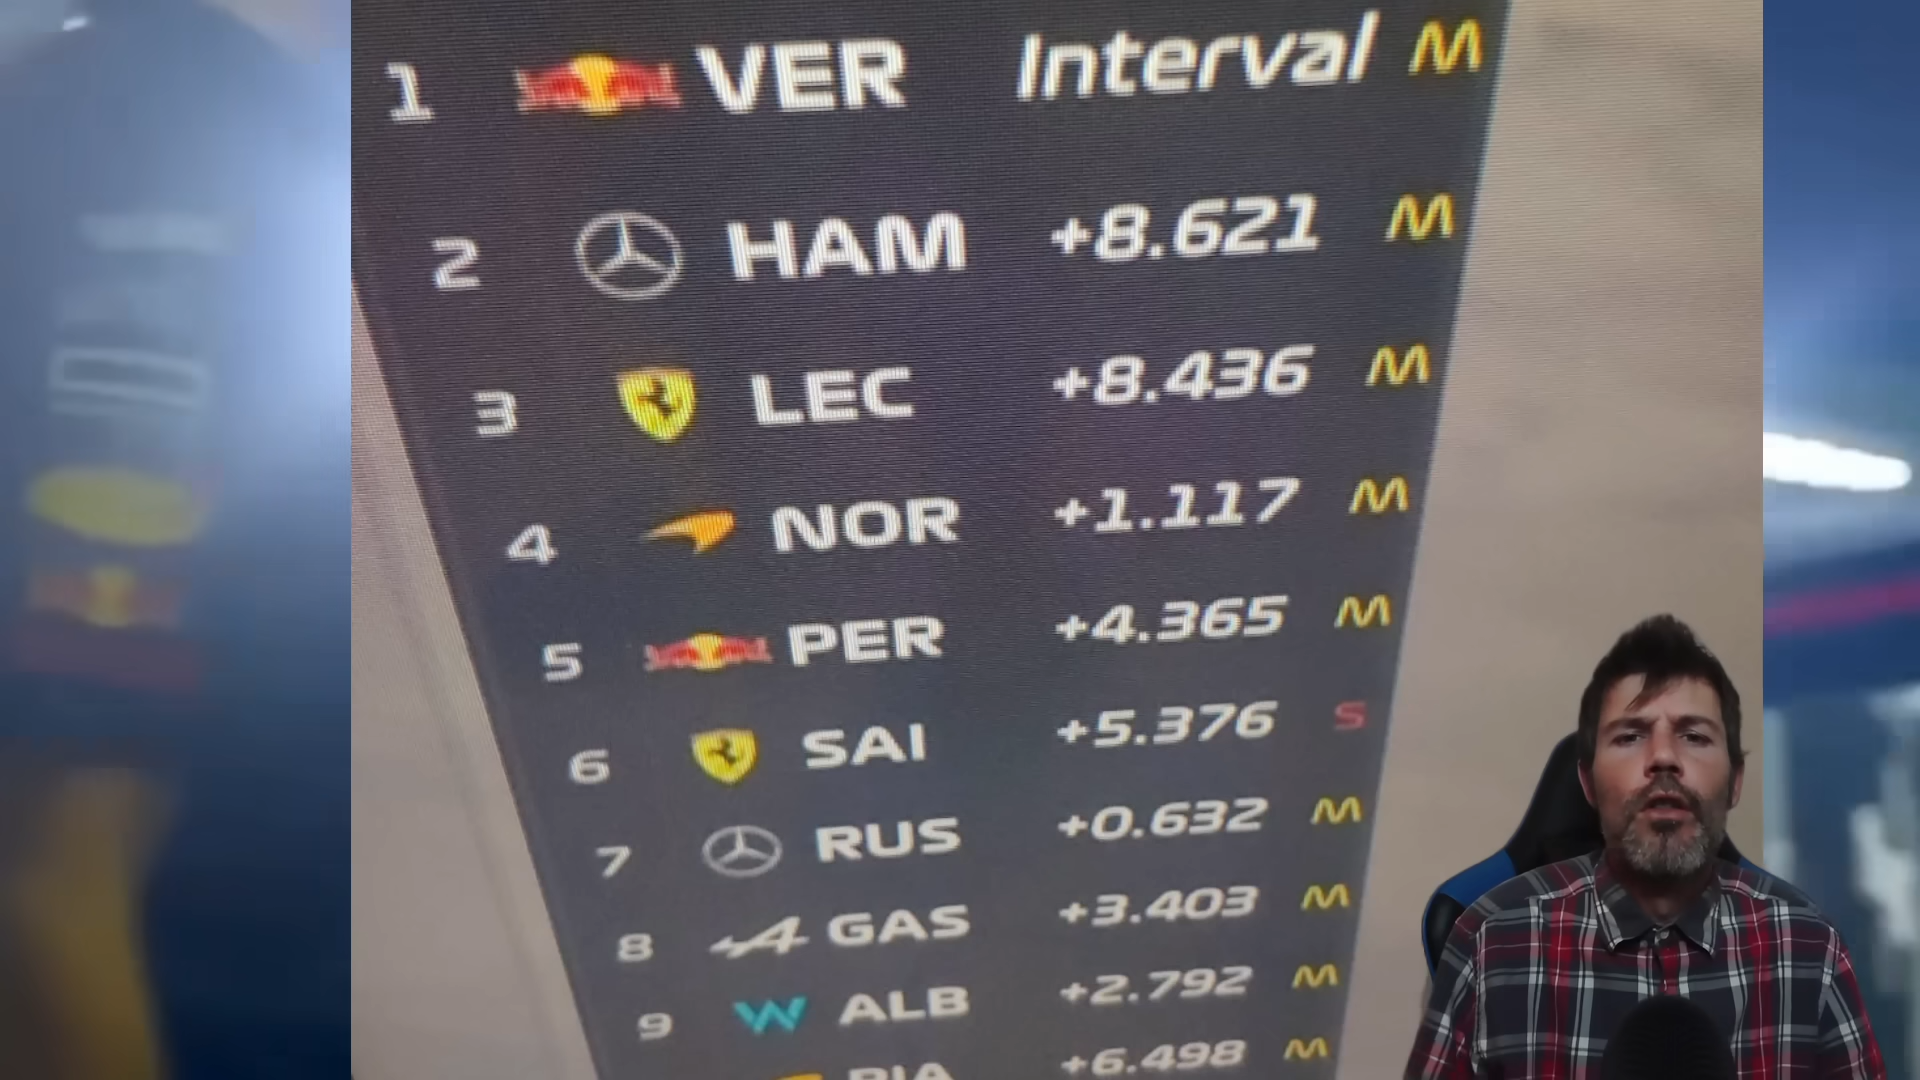 1 VER Interval M
2 HAM +8.621 M
3 LEC +8.436 M
4 NOR +1.117 M
5 PER +4.365 M
6 SAI +5.376 S
7 RUS +0.632 M
8 GAS +3.403 M
9 ALB +2.792 M
PIA +6.498 M